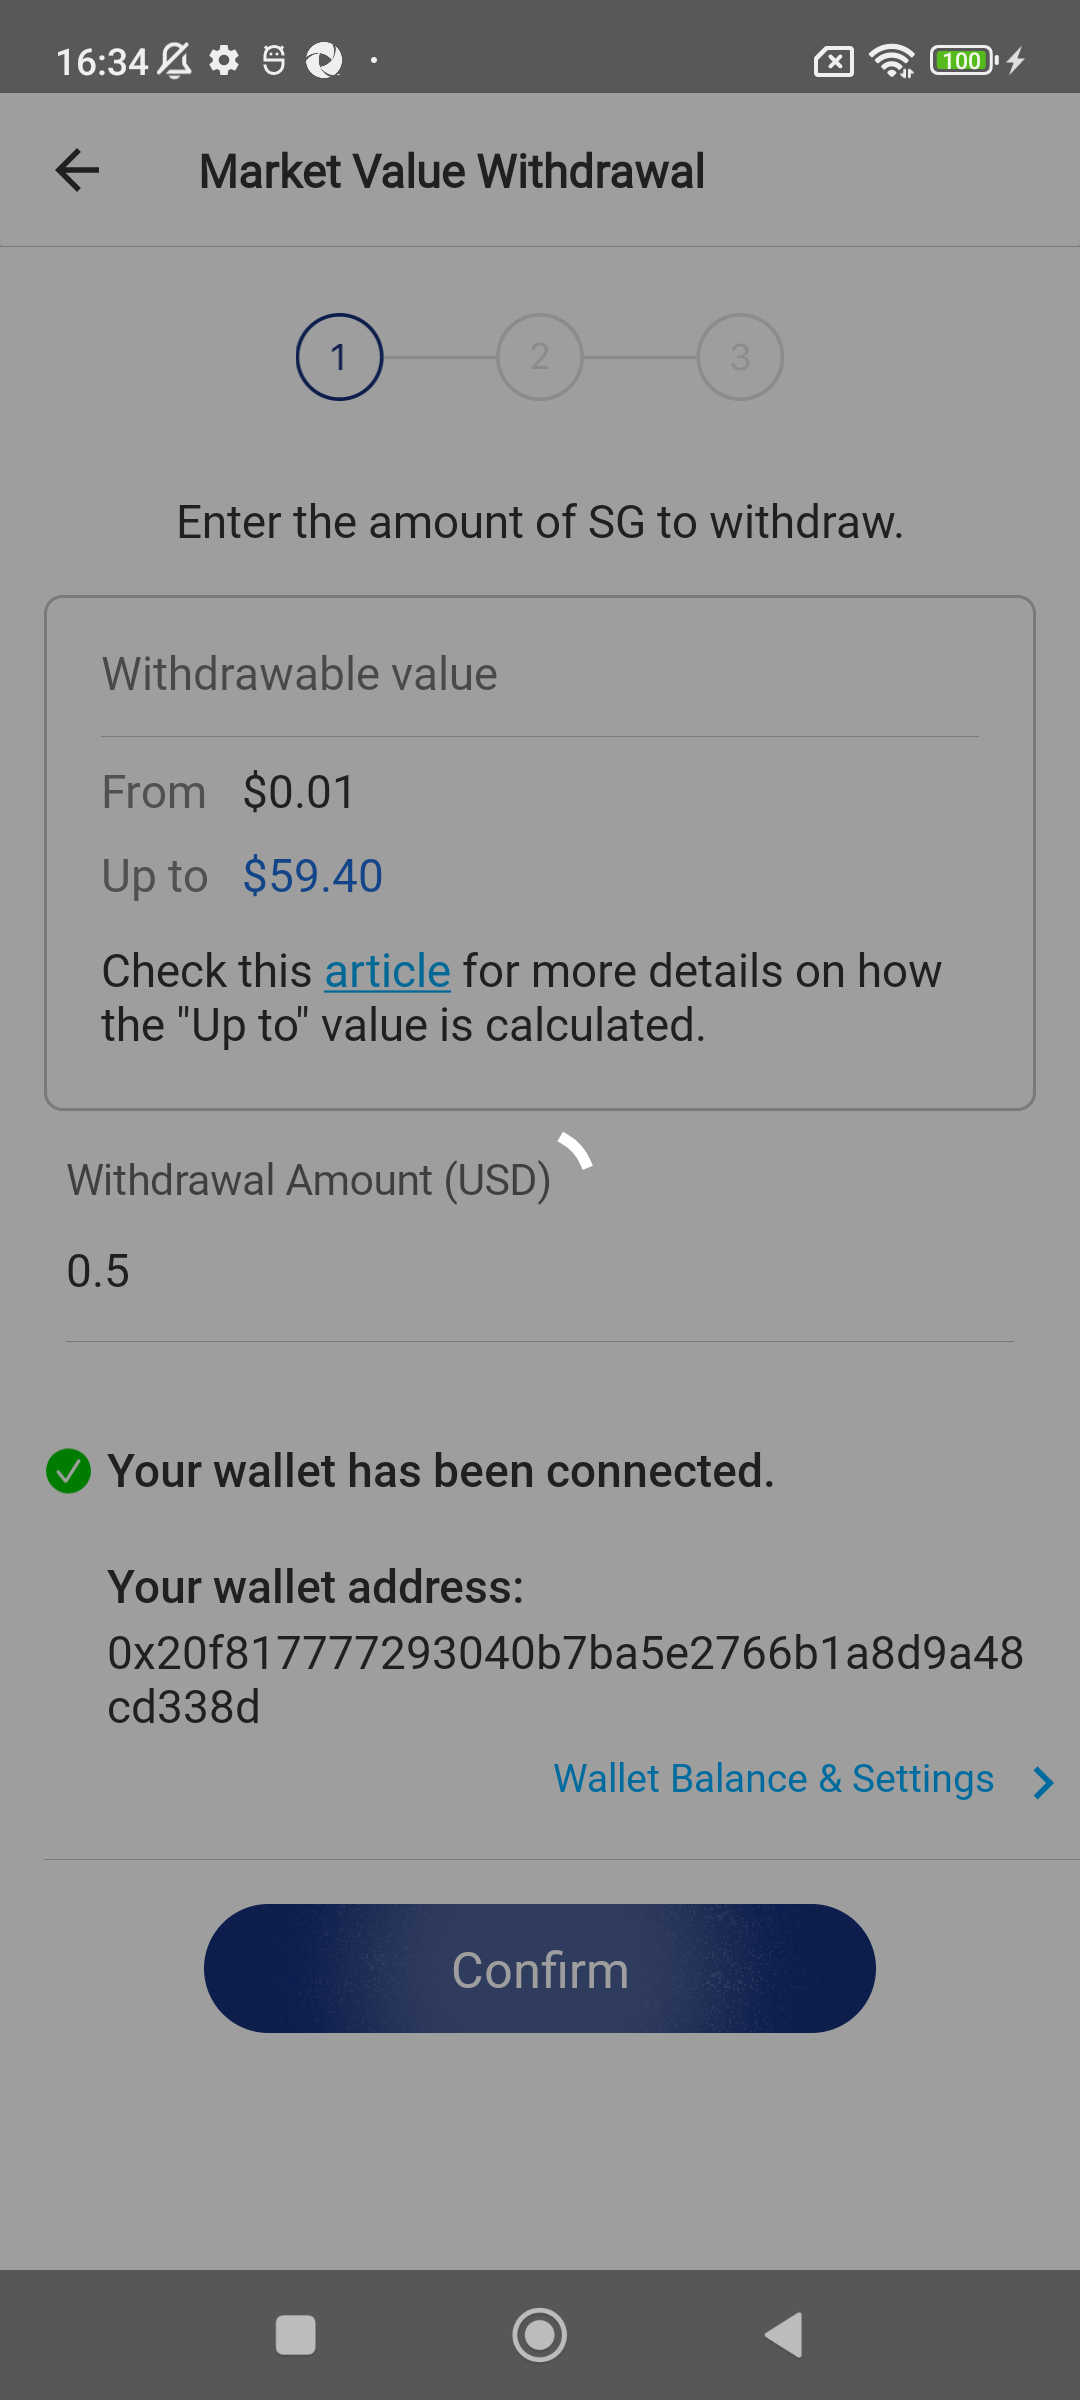 16:34
100
Market Value Withdrawal
1
2
3
Enter the amount of SG to withdraw.
Withdrawable value
From $0.01
Up to $59.40
Check this article for more details on how
the "Up to" value is calculated.
Withdrawal Amount (USD)
0.5
Your wallet has been connected.
Your wallet address:
0x20f817777293040b7ba5e2766b1a8d9a48
cd338d
Wallet Balance & Settings
Confirm